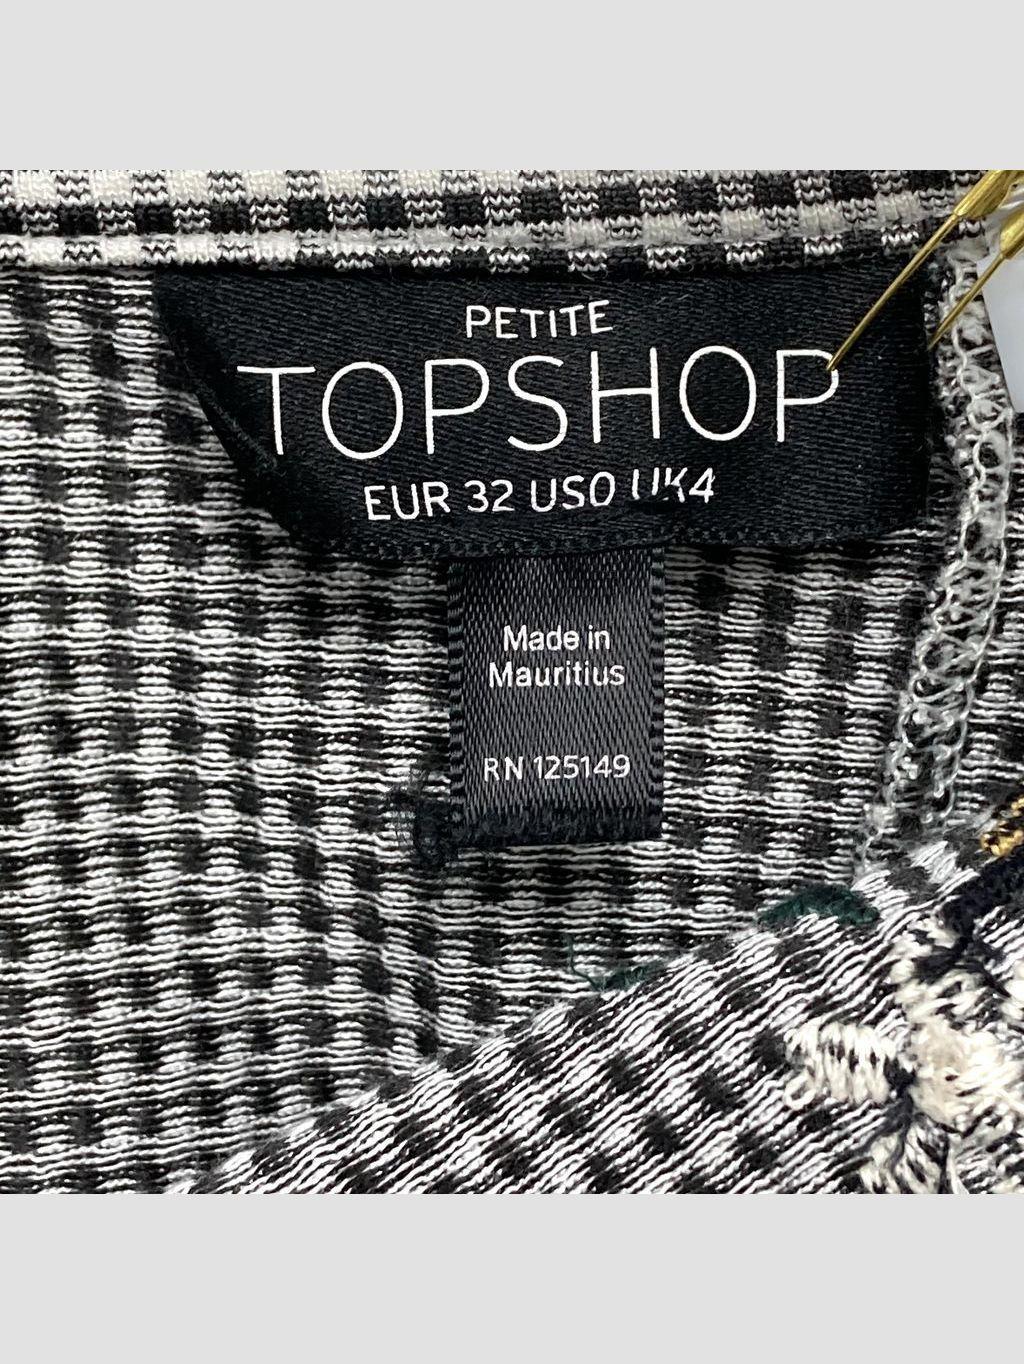 PETITE
TOPSHOP
EUR 32 US0 UK4
Made in
Mauritius
RN 125149